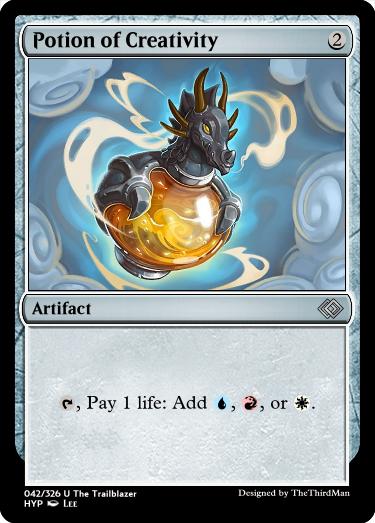 Potion of Creativity 2
Artifact
, Pay 1 life: Add , , or .
042/326 U The Trailblazer
HYP Lee
Designed by TheThirdMan